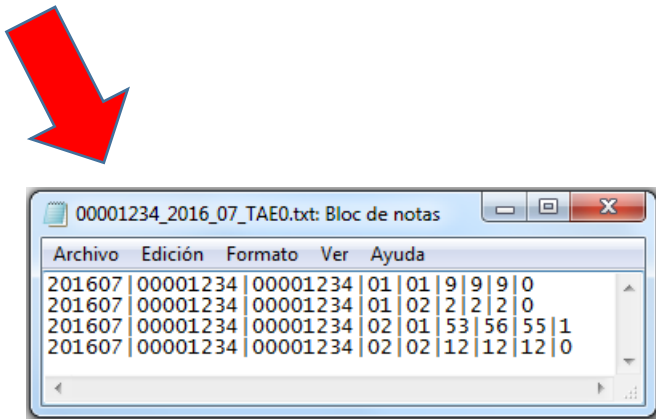 00001234_2016_07_TAE0.txt: Bloc de notas
Archivo Edición Formato Ver Ayuda
201607|00001234|00001234|01|01|9|9|9|0
201607|00001234|00001234|01|02|2|2|2|0
201607|00001234|00001234|02|01|53|56|55|1
201607|00001234|00001234|02|02|12|12|12|0